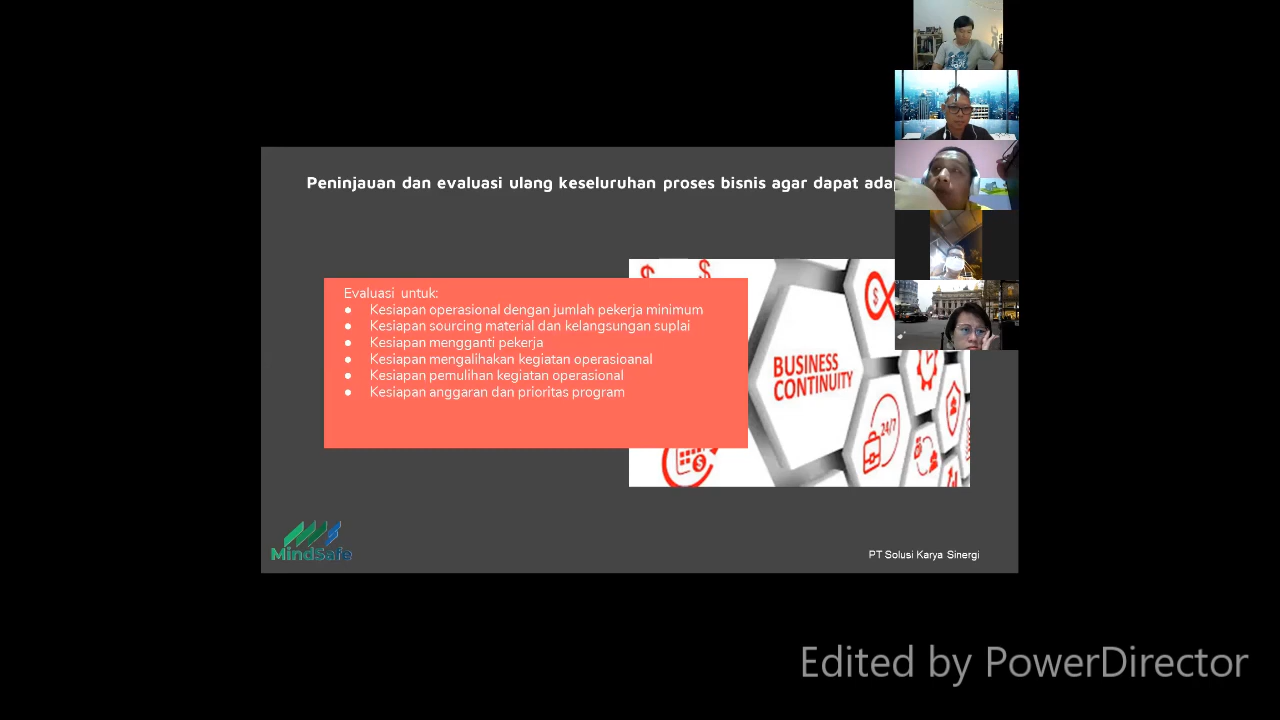 Peninjauan dan evaluasi ulang keseluruhan proses bisnis agar dapat
Evaluasi untuk:
● Kesiapan operasional dengan jumlah pekerja minimum
● Kesiapan sourcing material dan kelangsungan suplai
● Kesiapan mengganti pekerja
● Kesiapan mengalihakan kegiatan operasioanal
● Kesiapan pemulihan kegiatan operasional
● Kesiapan anggaran dan prioritas program
BUSINESS
CONTINUITY
24/7
MindSafe
PT Solusi Karya Sinergi
Edited by PowerDirector